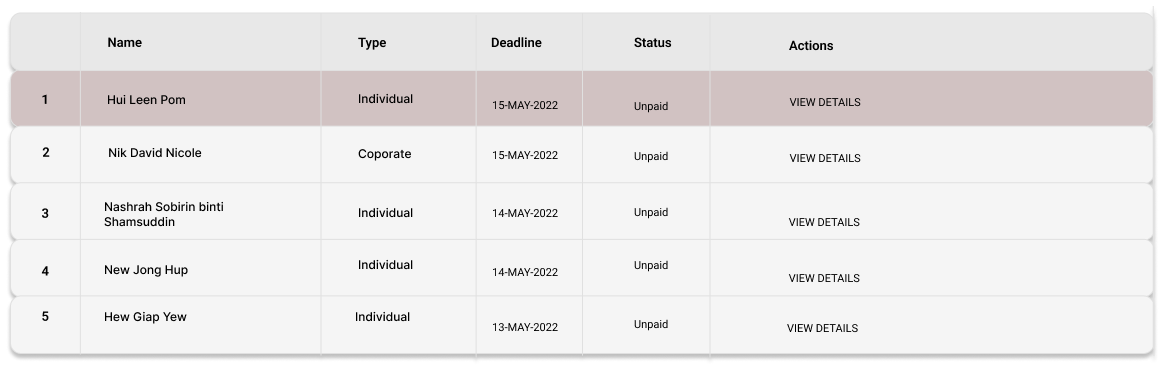 Name Type Deadline Status Actions
1 Hui Leen Pom Individual 15-MAY-2022 Unpaid VIEW DETAILS
2 Nik David Nicole Coporate 15-MAY-2022 Unpaid VIEW DETAILS
3 Nashrah Sobirin binti Individual 14-MAY-2022 Unpaid VIEW DETAILS
Shamsuddin
4 New Jong Hup Individual 14-MAY-2022 Unpaid VIEW DETAILS
5 Hew Giap Yew Individual 13-MAY-2022 Unpaid VIEW DETAILS